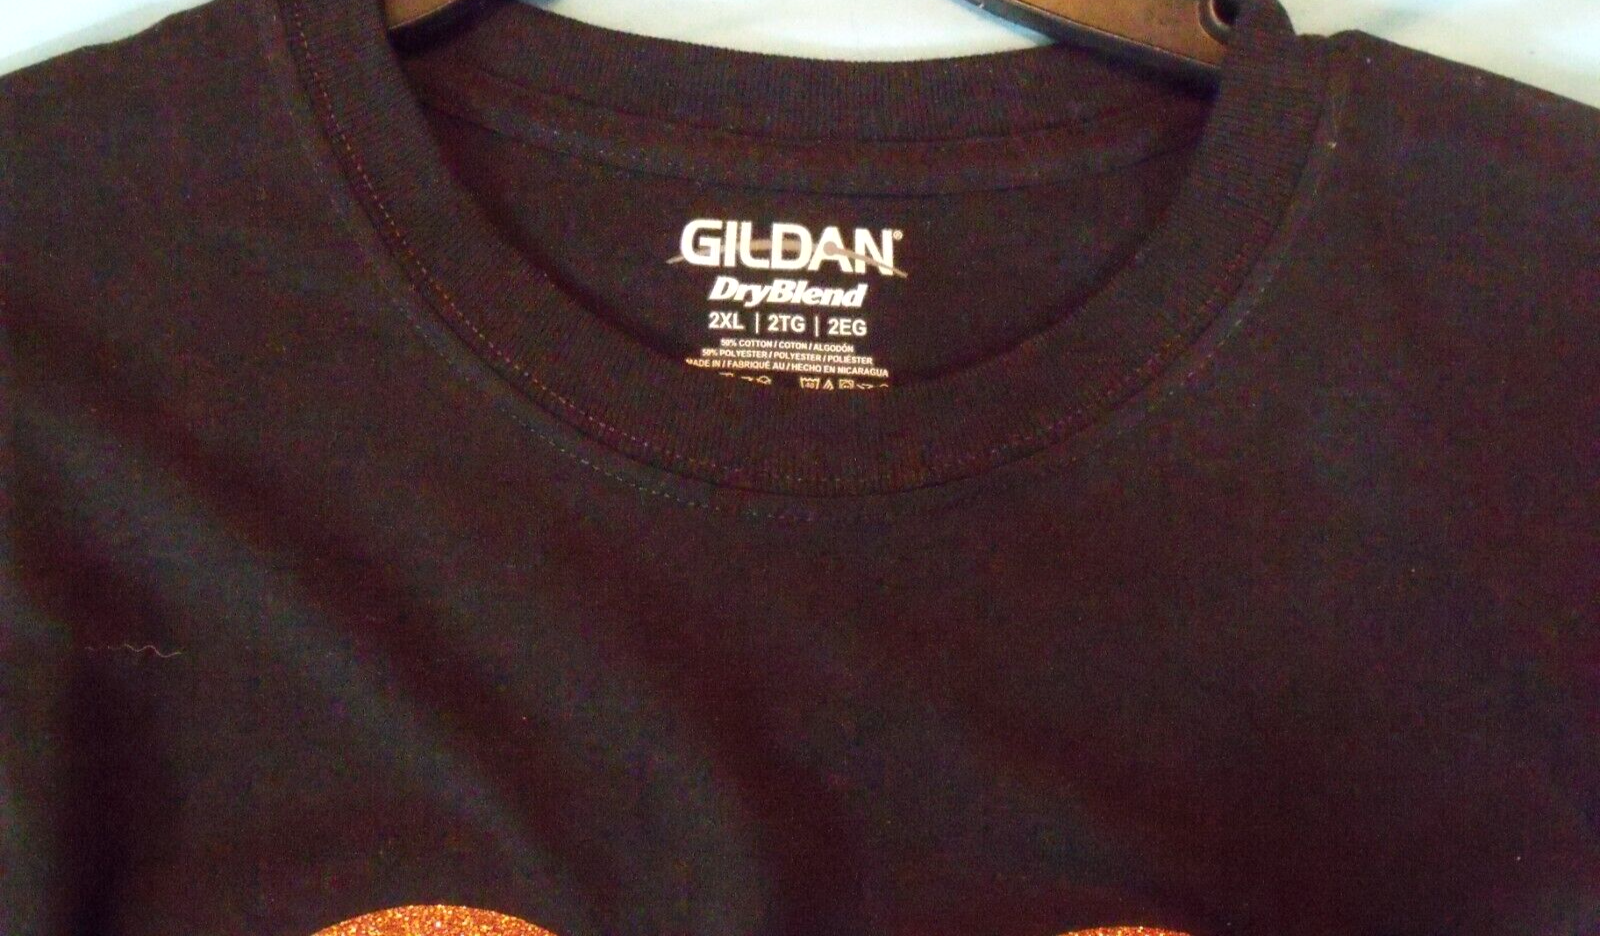 GILDAN®
DryBlend
2XL | 2TG | 2EG
50% COTTON / COTON / ALGODÓN
50% POLYESTER / POLYESTER / POLIÉSTER
MADE IN / FABRIQUÉ AU / HECHO EN NICARAGUA